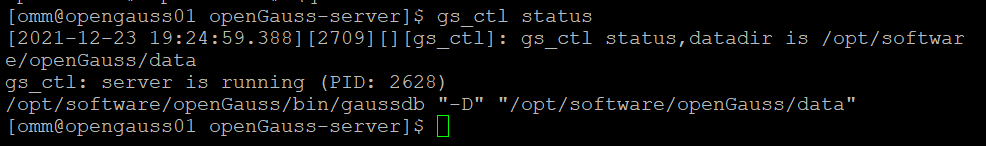 [omm@opengauss01 openGauss-server]$ gs_ctl status
[2021-12-23 19:24:59.388][2709][][gs_ctl]: gs_ctl status,datadir is /opt/softwar
e/openGauss/data
gs_ctl: server is running (PID: 2628)
/opt/software/openGauss/bin/gaussdb "-D" "/opt/software/openGauss/data"
[omm@opengauss01 openGauss-server]$